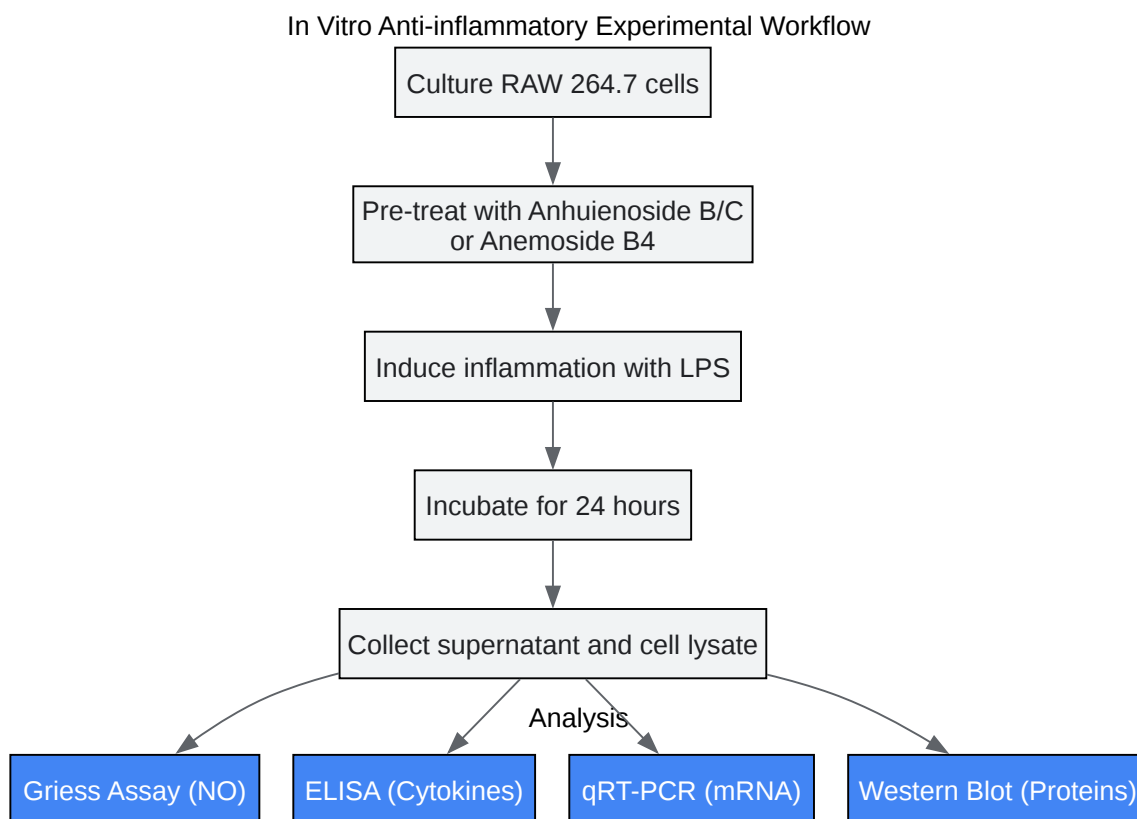 In Vitro Anti-inflammatory Experimental Workflow
Culture RAW 264.7 cells
Pre-treat with Anhuienoside B/C
or Anemoside B4
Induce inflammation with LPS
Incubate for 24 hours
Collect supernatant and cell lysate
Analysis
Griess Assay (NO)
ELISA (Cytokines)
qRT-PCR (mRNA)
Western Blot (Proteins)